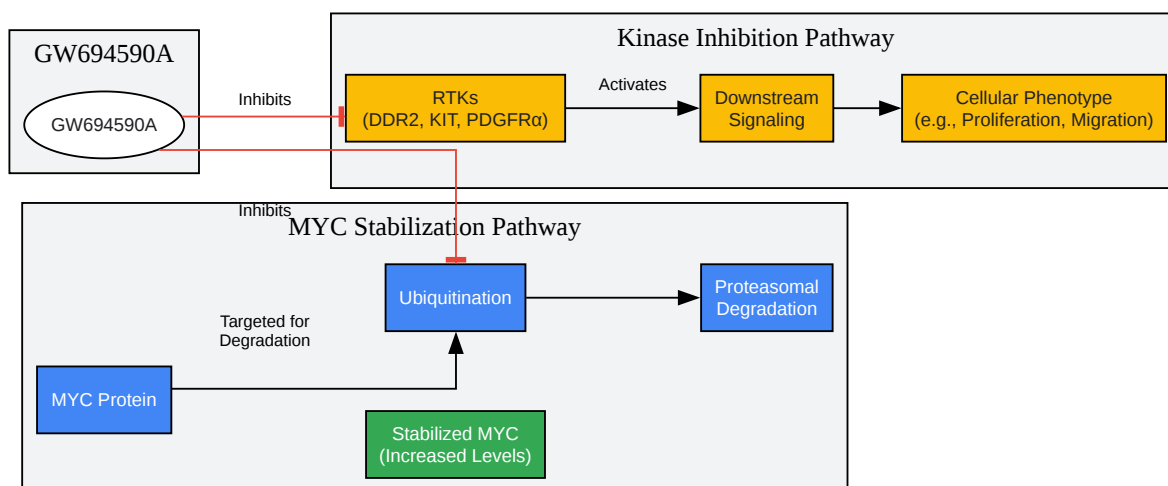 Kinase Inhibition Pathway
GW694590A
GW694590A
Inhibits
RTKs
(DDR2, KIT, PDGFRα)
Activates
Downstream
Signaling
Cellular Phenotype
(e.g., Proliferation, Migration)
Inhibits
MYC Stabilization Pathway
Ubiquitination
Proteasomal
Degradation
Targeted for
Degradation
MYC Protein
Stabilized MYC
(Increased Levels)